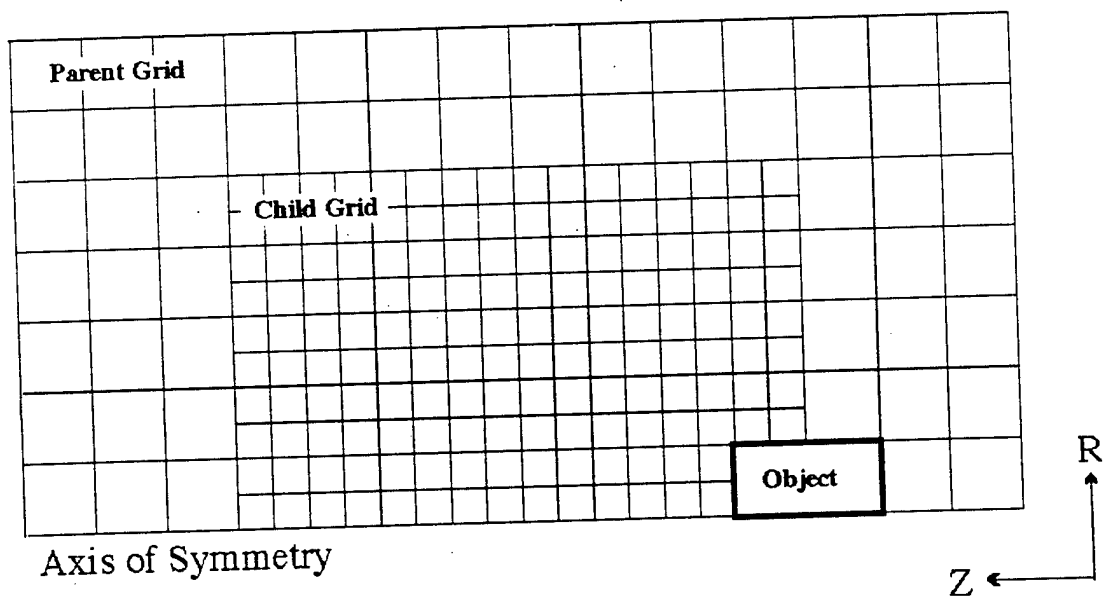 Parent Grid
Child Grid
Object
Axis of Symmetry
R
Z